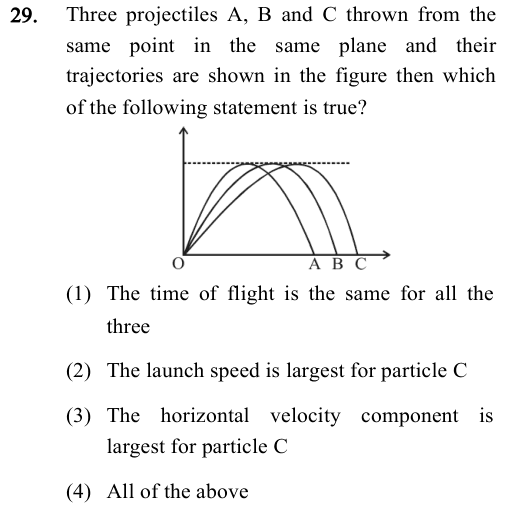 29. Three projectiles A, B and C thrown from the
same point in the same plane and their
trajectories are shown in the figure then which
of the following statement is true?
O A B C
(1) The time of flight is the same for all the
three
(2) The launch speed is largest for particle C
(3) The horizontal velocity component is
largest for particle C
(4) All of the above